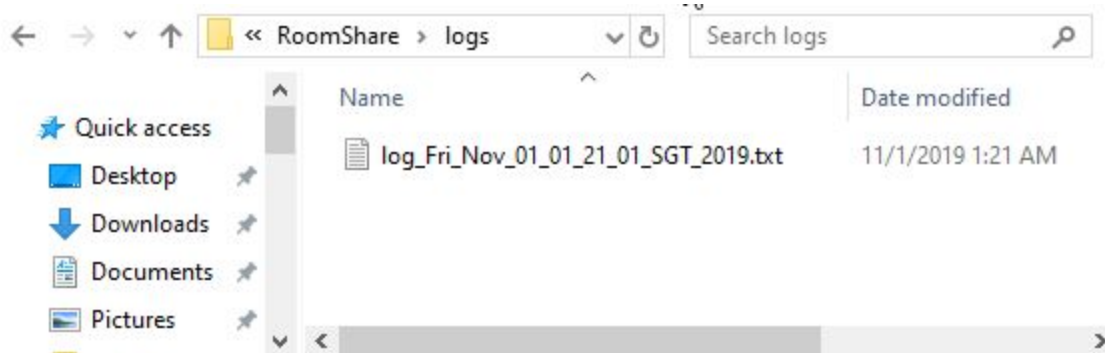 « RoomShare › logs
Search logs
Name
Date modified
Quick access
log_Fri_Nov_01_01_21_01_SGT_2019.txt
11/1/2019 1:21 AM
Desktop
Downloads
Documents
Pictures